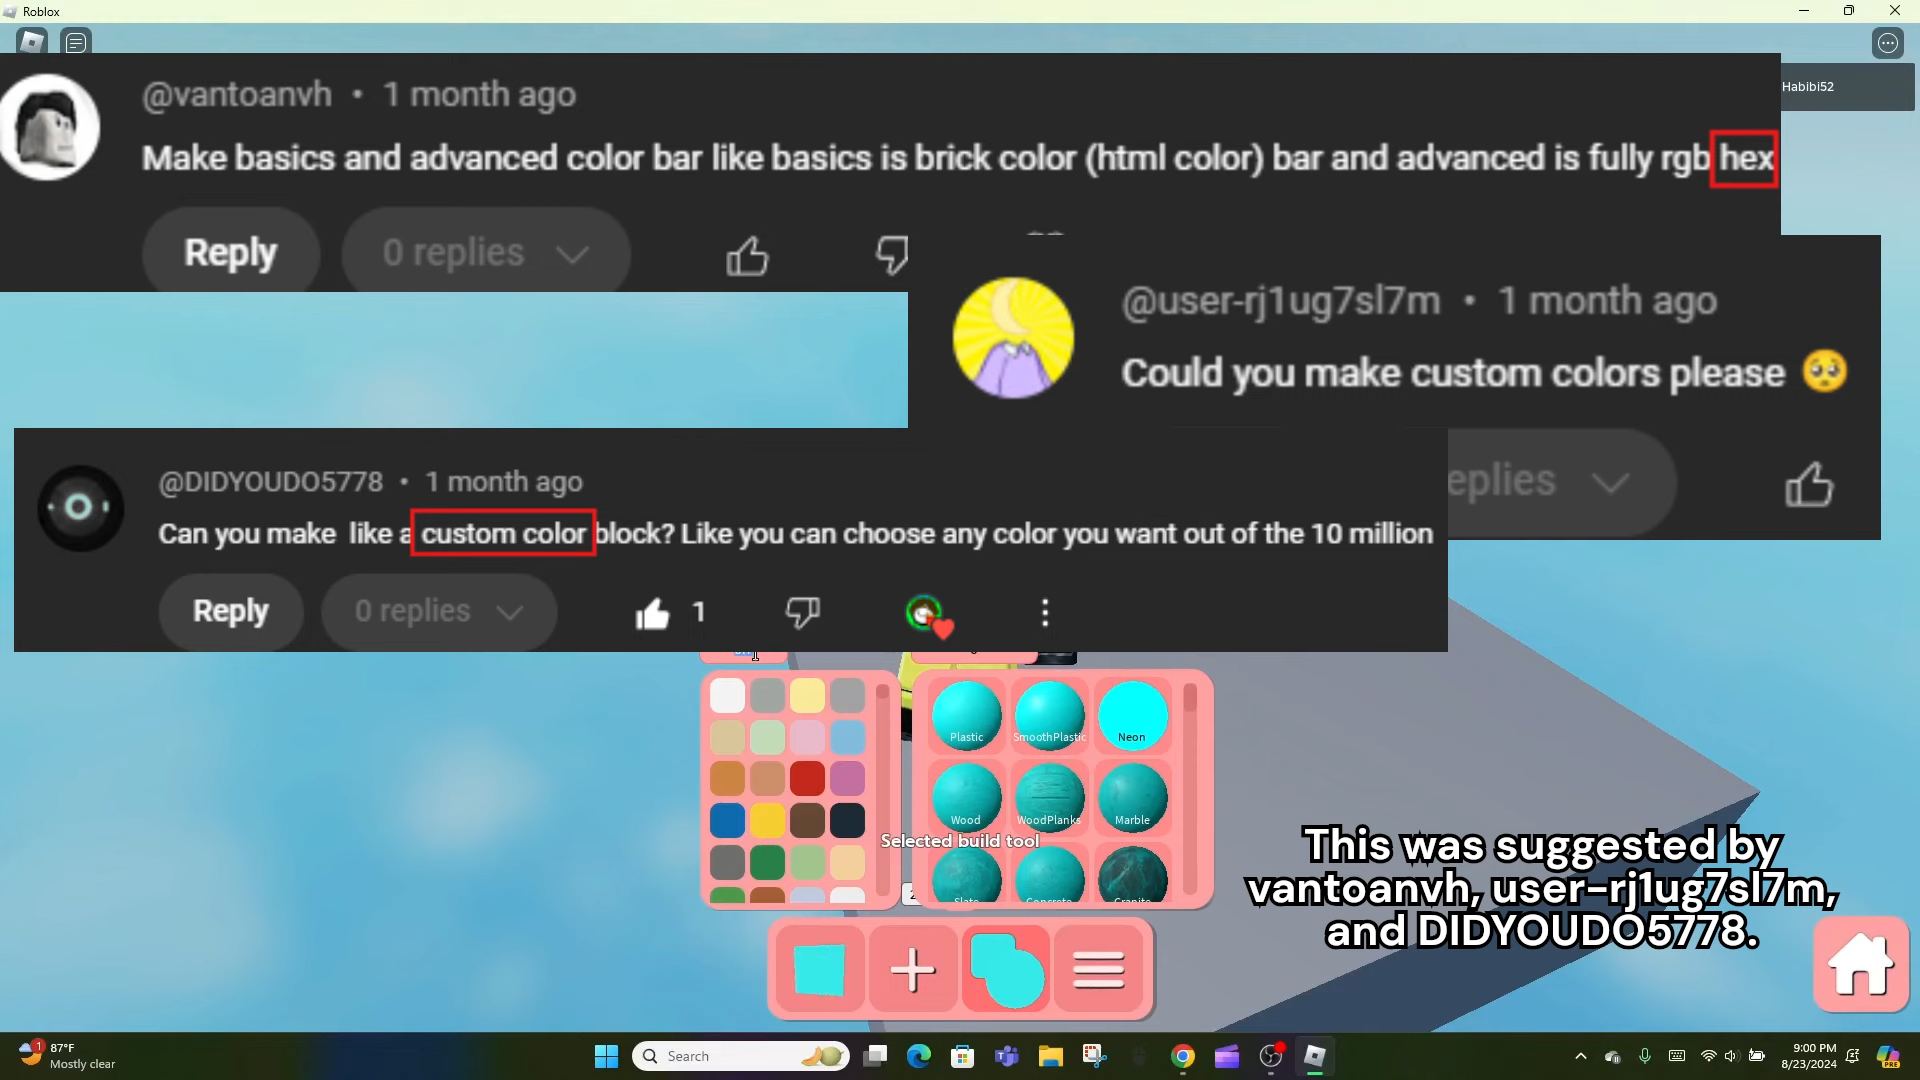 Roblox
Habibi52
@vantoanvh • 1 month ago
Make basics and advanced color bar like basics is brick color (html color) bar and advanced is fully rgb hex
Reply
0 replies
@user-rj1ug7sl7m • 1 month ago
Could you make custom colors please 🥺
eplies
@DIDYOUDO5778 • 1 month ago
Can you make like a custom color block? Like you can choose any color you want out of the 10 million
Reply
0 replies
1
Plastic
SmoothPlastic
Neon
Wood
WoodPlanks
Marble
Selected build tool
Slate
Concrete
Granite
This was suggested by
vantoanvh, user-rj1ug7sl7m,
and DIDYOUDO5778.
1
87°F
Mostly clear
Search
9:00 PM
8/23/2024
PRE